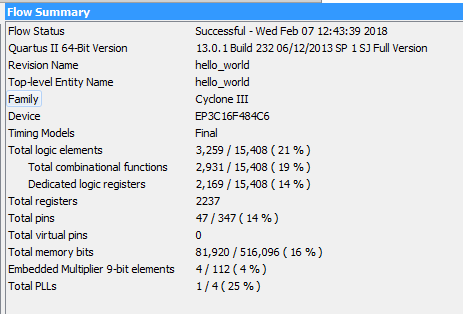 Flow Summary
Flow Status Successful - Wed Feb 07 12:43:39 2018
Quartus II 64-Bit Version 13.0.1 Build 232 06/12/2013 SP 1 SJ Full Version
Revision Name hello_world
Top-level Entity Name hello_world
Family Cyclone III
Device EP3C16F484C6
Timing Models Final
Total logic elements 3,259 / 15,408 ( 21 % )
Total combinational functions 2,931 / 15,408 ( 19 % )
Dedicated logic registers 2,169 / 15,408 ( 14 % )
Total registers 2237
Total pins 47 / 347 ( 14 % )
Total virtual pins 0
Total memory bits 81,920 / 516,096 ( 16 % )
Embedded Multiplier 9-bit elements 4 / 112 ( 4 % )
Total PLLs 1 / 4 ( 25 % )